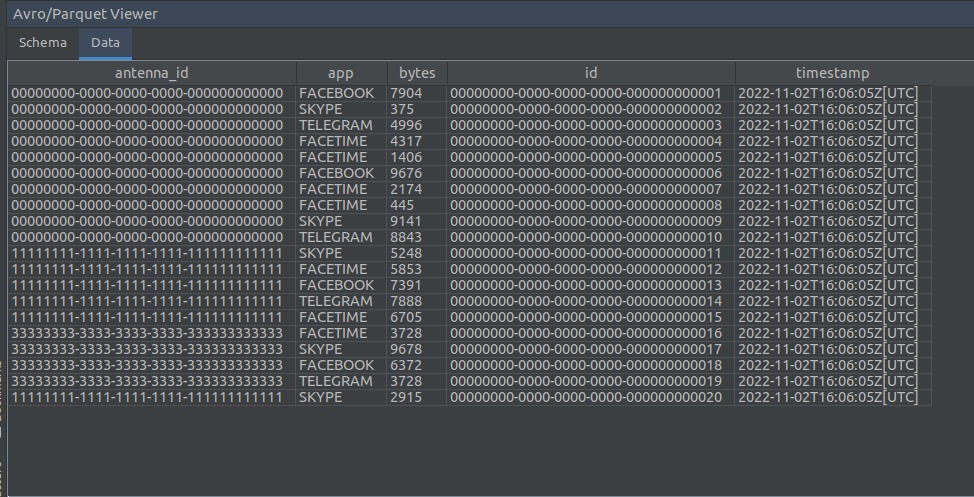 Avro/Parquet Viewer
Schema Data
antenna_id app bytes id timestamp
00000000-0000-0000-0000-000000000000 FACEBOOK 7904 00000000-0000-0000-0000-000000000001 2022-11-02T16:06:05Z[UTC]
00000000-0000-0000-0000-000000000000 SKYPE 375 00000000-0000-0000-0000-000000000002 2022-11-02T16:06:05Z[UTC]
00000000-0000-0000-0000-000000000000 TELEGRAM 4996 00000000-0000-0000-0000-000000000003 2022-11-02T16:06:05Z[UTC]
00000000-0000-0000-0000-000000000000 FACETIME 4317 00000000-0000-0000-0000-000000000004 2022-11-02T16:06:05Z[UTC]
00000000-0000-0000-0000-000000000000 FACETIME 1406 00000000-0000-0000-0000-000000000005 2022-11-02T16:06:05Z[UTC]
00000000-0000-0000-0000-000000000000 FACEBOOK 9676 00000000-0000-0000-0000-000000000006 2022-11-02T16:06:05Z[UTC]
00000000-0000-0000-0000-000000000000 FACETIME 2174 00000000-0000-0000-0000-000000000007 2022-11-02T16:06:05Z[UTC]
00000000-0000-0000-0000-000000000000 FACETIME 445 00000000-0000-0000-0000-000000000008 2022-11-02T16:06:05Z[UTC]
00000000-0000-0000-0000-000000000000 SKYPE 9141 00000000-0000-0000-0000-000000000009 2022-11-02T16:06:05Z[UTC]
00000000-0000-0000-0000-000000000000 TELEGRAM 8843 00000000-0000-0000-0000-000000000010 2022-11-02T16:06:05Z[UTC]
11111111-1111-1111-1111-111111111111 SKYPE 5248 00000000-0000-0000-0000-000000000011 2022-11-02T16:06:05Z[UTC]
11111111-1111-1111-1111-111111111111 FACETIME 5853 00000000-0000-0000-0000-000000000012 2022-11-02T16:06:05Z[UTC]
11111111-1111-1111-1111-111111111111 FACEBOOK 7391 00000000-0000-0000-0000-000000000013 2022-11-02T16:06:05Z[UTC]
11111111-1111-1111-1111-111111111111 TELEGRAM 7888 00000000-0000-0000-0000-000000000014 2022-11-02T16:06:05Z[UTC]
11111111-1111-1111-1111-111111111111 FACETIME 6705 00000000-0000-0000-0000-000000000015 2022-11-02T16:06:05Z[UTC]
33333333-3333-3333-3333-333333333333 FACETIME 3728 00000000-0000-0000-0000-000000000016 2022-11-02T16:06:05Z[UTC]
33333333-3333-3333-3333-333333333333 SKYPE 9678 00000000-0000-0000-0000-000000000017 2022-11-02T16:06:05Z[UTC]
33333333-3333-3333-3333-333333333333 FACEBOOK 6372 00000000-0000-0000-0000-000000000018 2022-11-02T16:06:05Z[UTC]
33333333-3333-3333-3333-333333333333 TELEGRAM 3728 00000000-0000-0000-0000-000000000019 2022-11-02T16:06:05Z[UTC]
11111111-1111-1111-1111-111111111111 SKYPE 2915 00000000-0000-0000-0000-000000000020 2022-11-02T16:06:05Z[UTC]